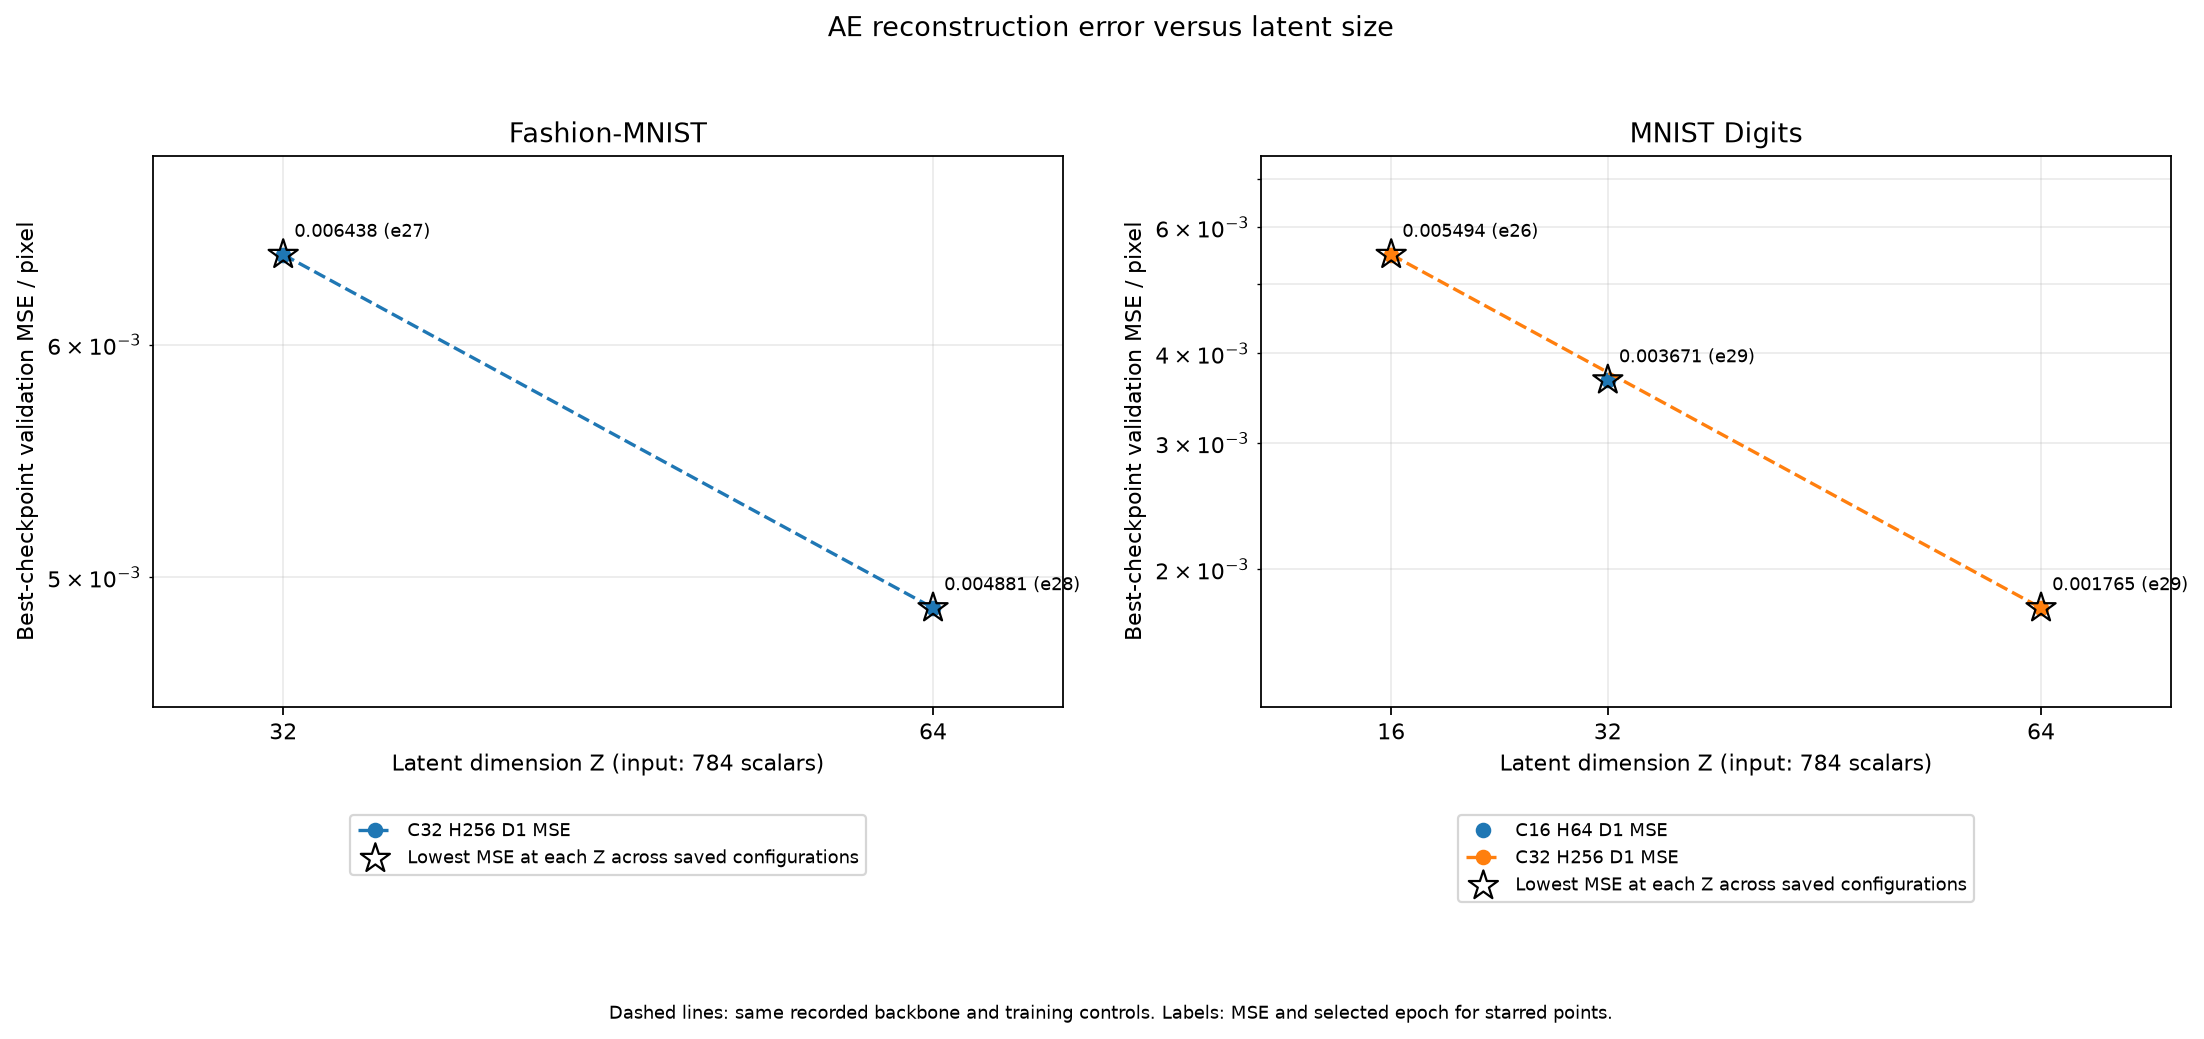 AE reconstruction error versus latent size
Fashion-MNIST
Best-checkpoint validation MSE / pixel
6 × 10⁻³
5 × 10⁻³
0.006438 (e27)
0.004881 (e28)
32
64
Latent dimension Z (input: 784 scalars)
C32 H256 D1 MSE
Lowest MSE at each Z across saved configurations
MNIST Digits
Best-checkpoint validation MSE / pixel
6 × 10⁻³
4 × 10⁻³
3 × 10⁻³
2 × 10⁻³
0.005494 (e26)
0.003671 (e29)
0.001765 (e29)
16
32
64
Latent dimension Z (input: 784 scalars)
C16 H64 D1 MSE
C32 H256 D1 MSE
Lowest MSE at each Z across saved configurations
Dashed lines: same recorded backbone and training controls. Labels: MSE and selected epoch for starred points.